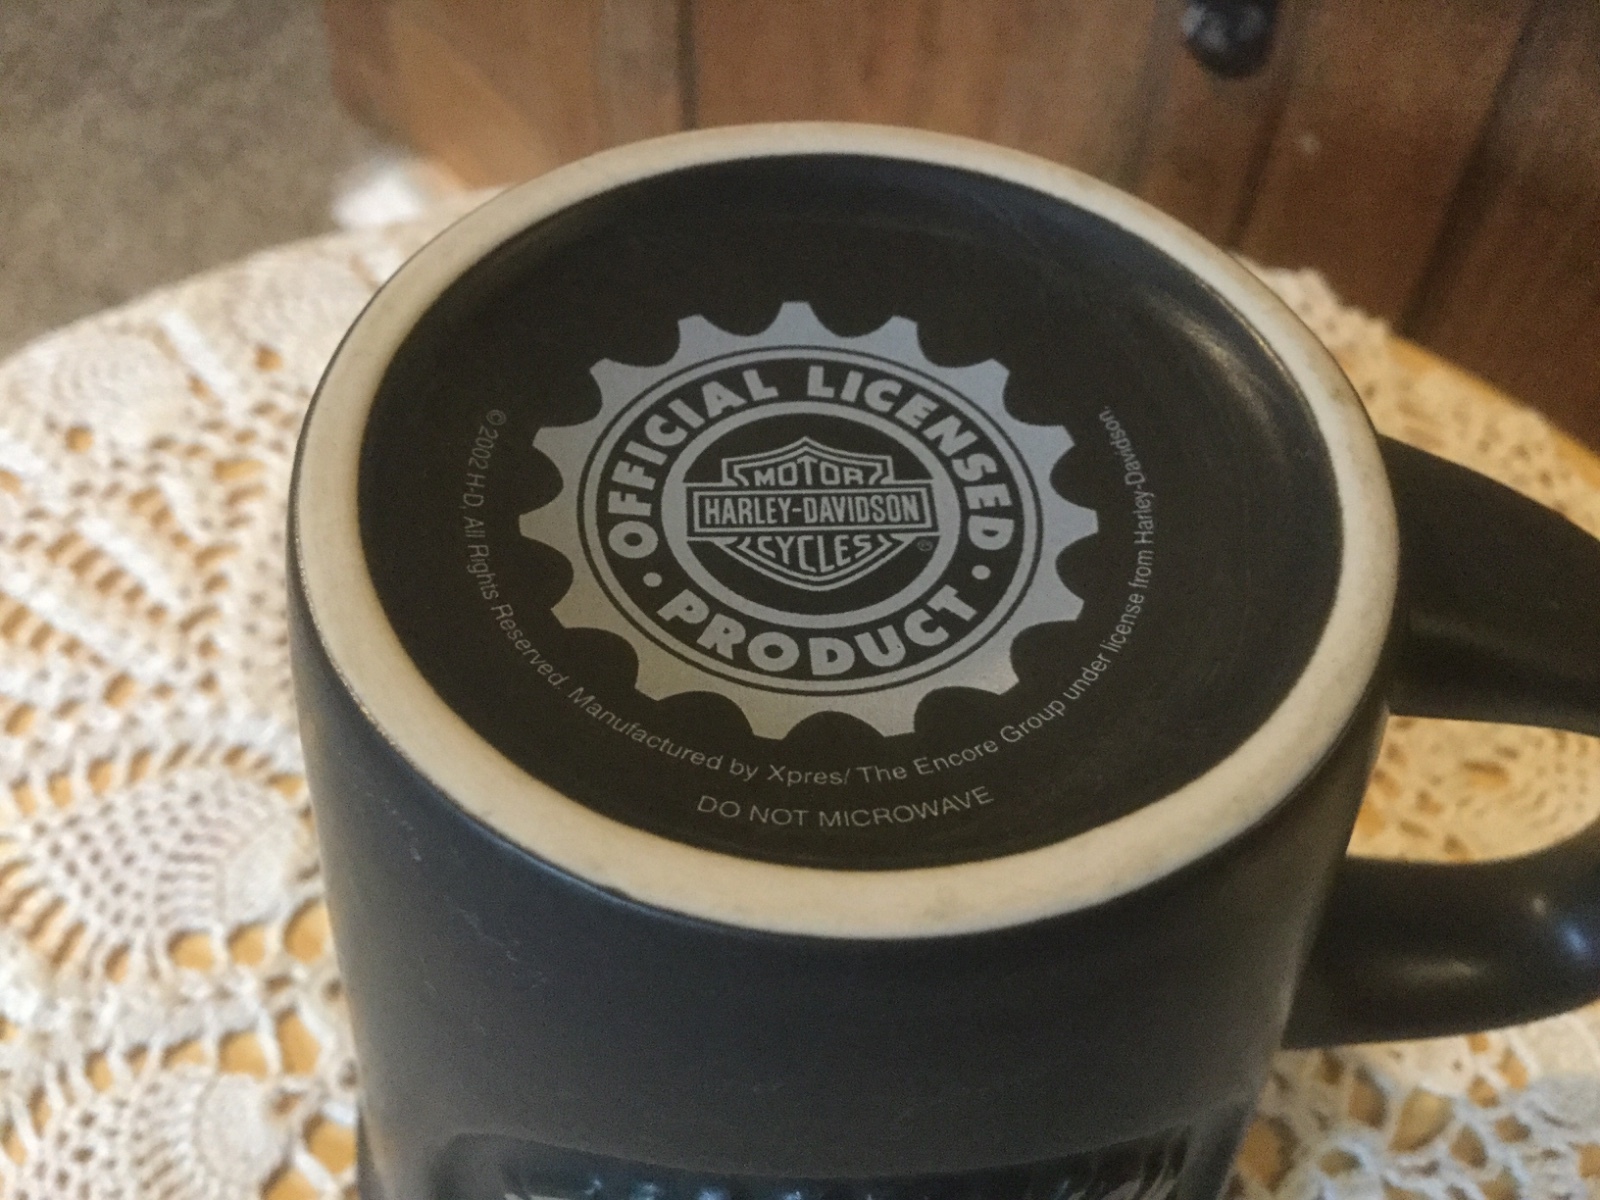 OFFICIAL LICENSED
MOTOR
HARLEY-DAVIDSON
CYCLES
®
• PRODUCT •
©2002 H-D, All Rights Reserved. Manufactured by Xpres/ The Encore Group under license from Harley-Davidson.
DO NOT MICROWAVE